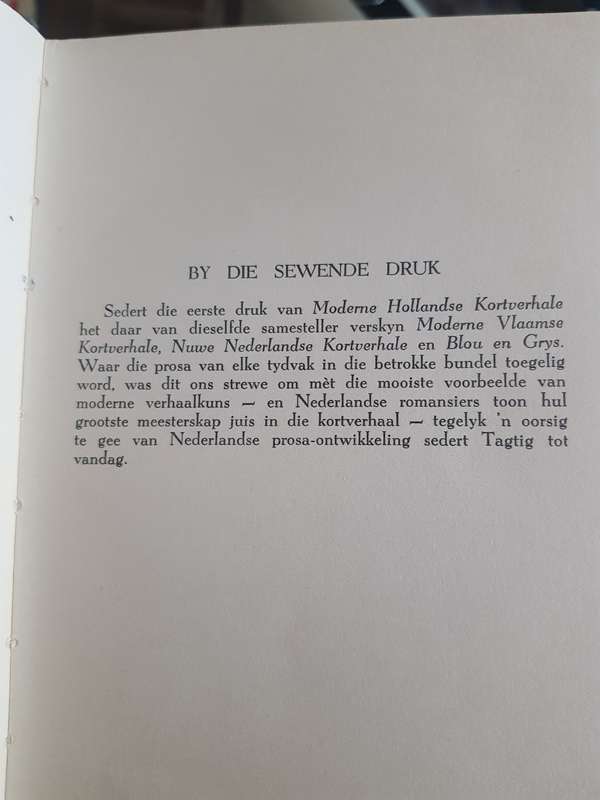 BY DIE SEWENDE DRUK
Sedert die eerste druk van Moderne Hollandse Kortverhale
het daar van dieselfde samesteller verskyn Moderne Vlaamse
Kortverhale, Nuwe Nederlandse Kortverhale en Blou en Grys.
Waar die prosa van elke tydvak in die betrokke bundel toegelig
word, was dit ons strewe om mèt die mooiste voorbeelde van
moderne verhaalkuns — en Nederlandse romansiers toon hul
grootste meesterskap juis in die kortverhaal — tegelyk 'n oorsig
te gee van Nederlandse prosa-ontwikkeling sedert Tagtig tot
vandag.